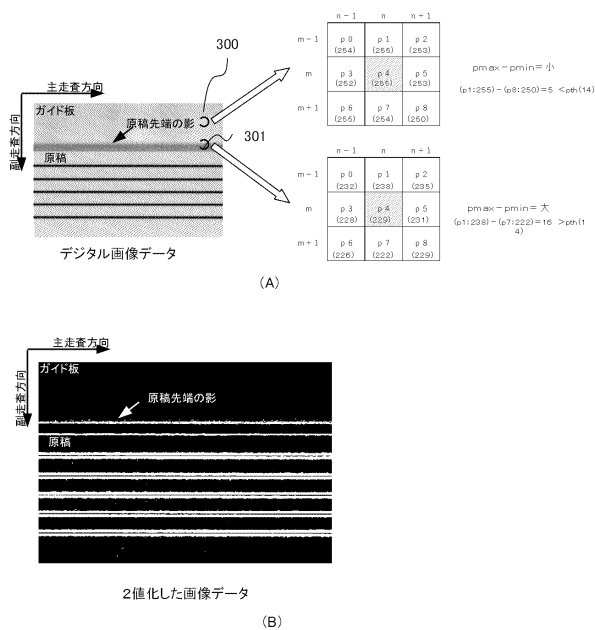 300
主走査方向
副走査方向
ガイド板
原稿先端の影
301
原稿
デジタル画像データ
n－1 n n＋1
m－1 p0 p1 p2
(254) (255) (253)
m p3 p4 p5
(252) (255) (253)
m＋1 p6 p7 p8
(255) (254) (250)
pmax－pmin＝小
(p1:255)－(p8:250)＝5 ＜pth(14)
n－1 n n＋1
m－1 p0 p1 p2
(232) (238) (235)
m p3 p4 p5
(228) (229) (231)
m＋1 p6 p7 p8
(226) (222) (229)
pmax－pmin＝大
(p1:238)－(p7:222)＝16 ＞pth(1
4)
(A)
主走査方向
副走査方向
ガイド板
原稿先端の影
原稿
2値化した画像データ
(B)